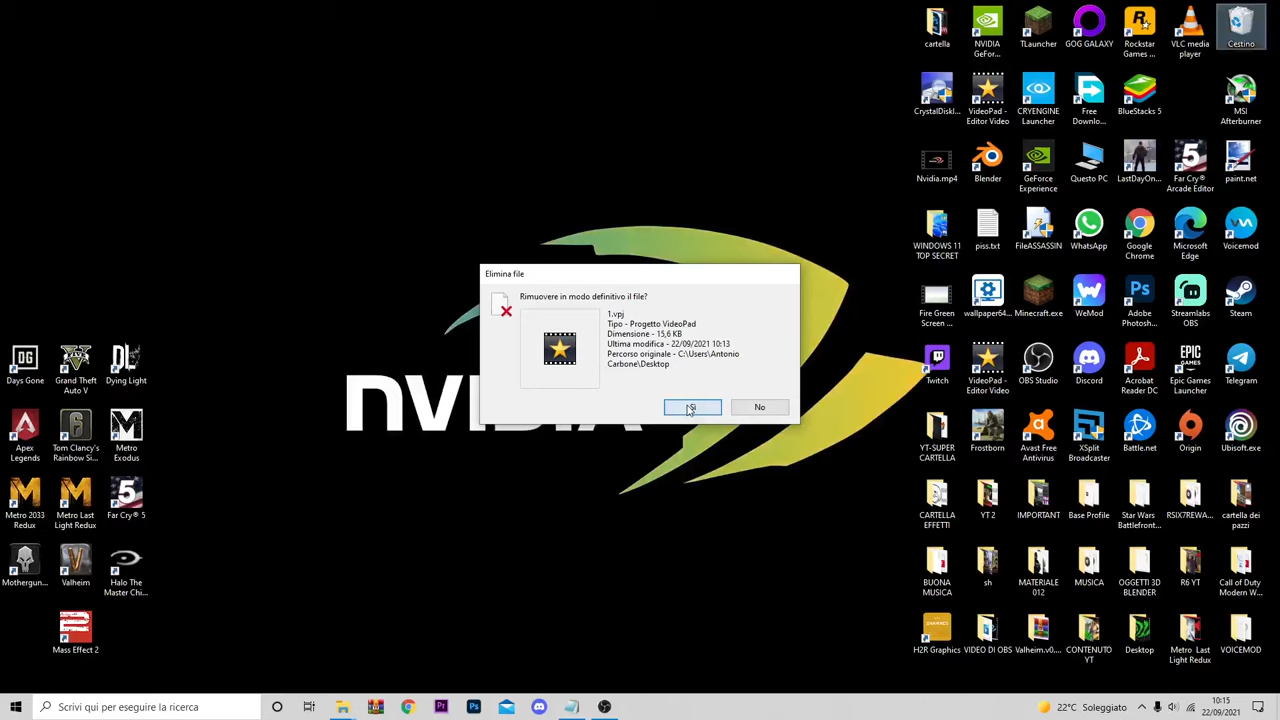 cartella
NVIDIA GeFor...
TLauncher
GOG GALAXY
Rockstar Games ...
VLC media player
Cestino
CrystalDiskI...
VideoPad - Editor Video
CRYENGINE Launcher
Free Downlo...
BlueStacks 5
MSI Afterburner
Nvidia.mp4
Blender
GeForce Experience
Questo PC
LastDayOn...
Far Cry® Arcade Editor
paint.net
WINDOWS 11 TOP SECRET
piss.txt
FileASSASSIN
WhatsApp
Google Chrome
Microsoft Edge
Voicemod
Elimina file
Rimuovere in modo definitivo il file?
1.vpj
Tipo - Progetto VideoPad
Dimensione - 15,6 KB
Ultima modifica - 22/09/2021 10:13
Percorso originale - C:\Users\Antonio
Carbone\Desktop
Sì
No
Fire Green Screen ...
wallpaper64...
Minecraft.exe
WeMod
Adobe Photosh...
Streamlabs OBS
Steam
Days Gone
Grand Theft Auto V
Dying Light
Twitch
VideoPad - Editor Video
OBS Studio
Discord
Acrobat Reader DC
Epic Games Launcher
Telegram
Apex Legends
Tom Clancy's Rainbow Si...
Metro Exodus
YT-SUPER CARTELLA
Frostborn
Avast Free Antivirus
XSplit Broadcaster
Battle.net
Origin
Ubisoft.exe
Metro 2033 Redux
Metro Last Light Redux
Far Cry® 5
CARTELLA EFFETTI
YT 2
IMPORTANT
Base Profile
Star Wars Battlefront...
RSIX7REWA...
cartella dei pazzi
Mothergun...
Valheim
Halo The Master Chi...
BUONA MUSICA
sh
MATERIALE 012
MUSICA
OGGETTI 3D BLENDER
R6 YT
Call of Duty Modern W...
Mass Effect 2
H2R Graphics
VIDEO DI OBS
Valheim.v0....
CONTENUTO YT
Desktop
Metro Last Light Redux
VOICEMOD
Scrivi qui per eseguire la ricerca
22°C Soleggiato
10:15
22/09/2021